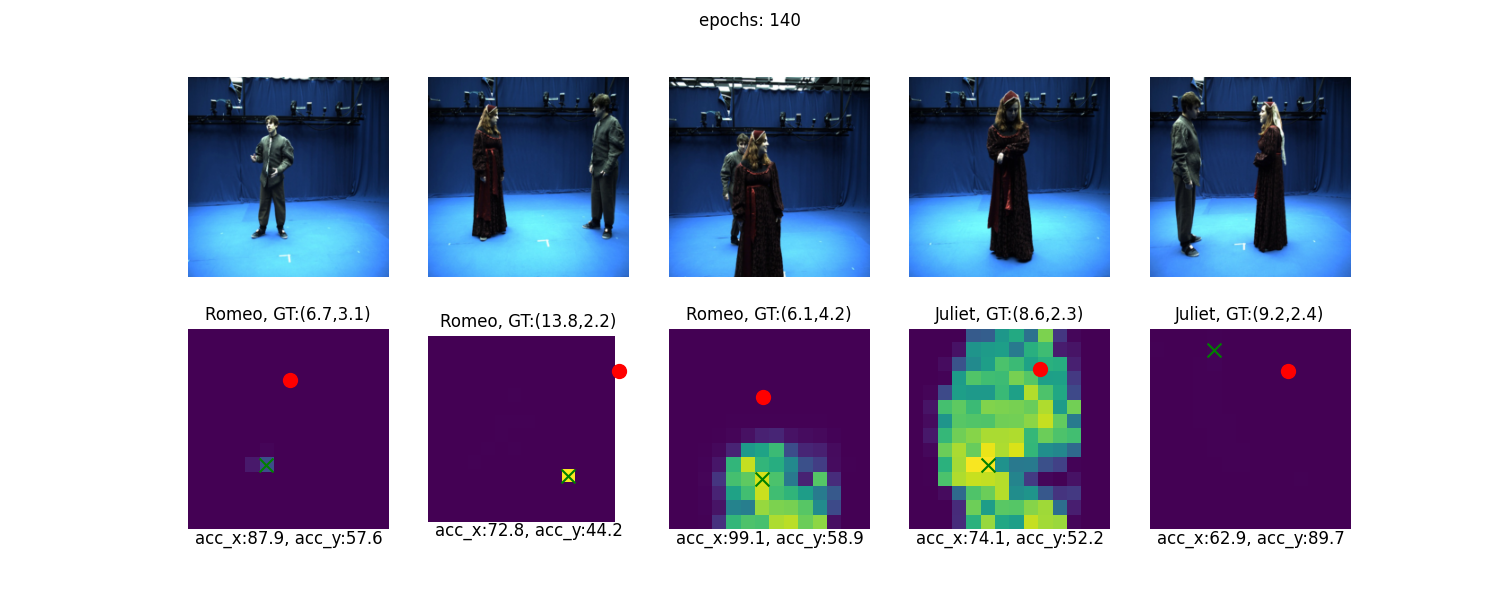 epochs: 140
Romeo, GT:(6.7,3.1)
Romeo, GT:(13.8,2.2)
Romeo, GT:(6.1,4.2)
Juliet, GT:(8.6,2.3)
Juliet, GT:(9.2,2.4)
acc_x:87.9, acc_y:57.6
acc_x:72.8, acc_y:44.2
acc_x:99.1, acc_y:58.9
acc_x:74.1, acc_y:52.2
acc_x:62.9, acc_y:89.7